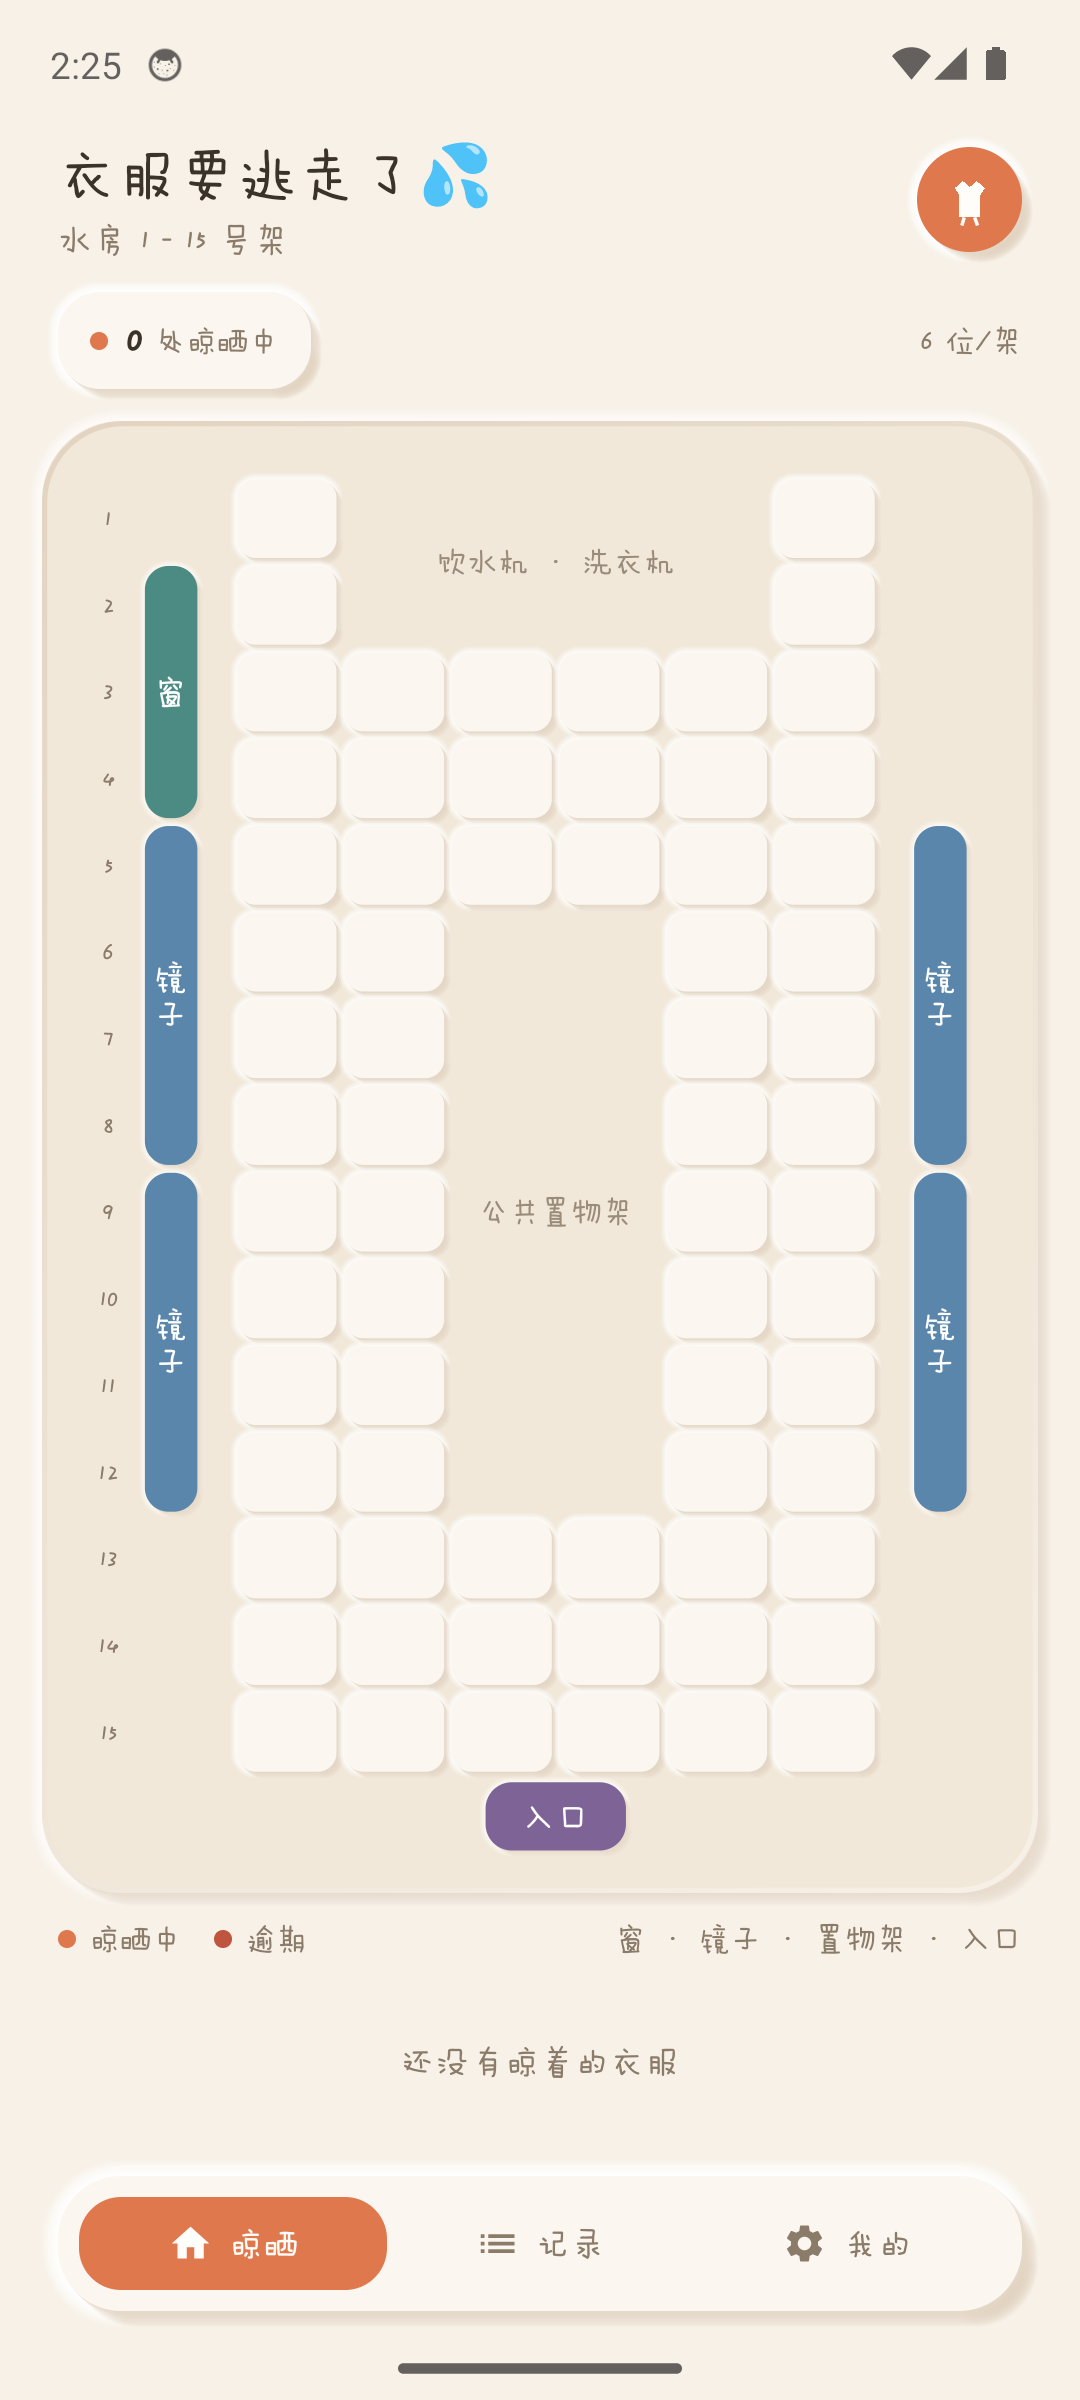 2:25
衣服要逃走了💦
水房 1-15 号架
0 处晾晒中
6 位/架
1
饮水机 · 洗衣机
2
3
窗
4
5
6
镜子
镜子
7
8
9
公共置物架
10
镜子
镜子
11
12
13
14
15
入口
晾晒中
逾期
窗 · 镜子 · 置物架 · 入口
还没有晾着的衣服
晾晒
记录
我的